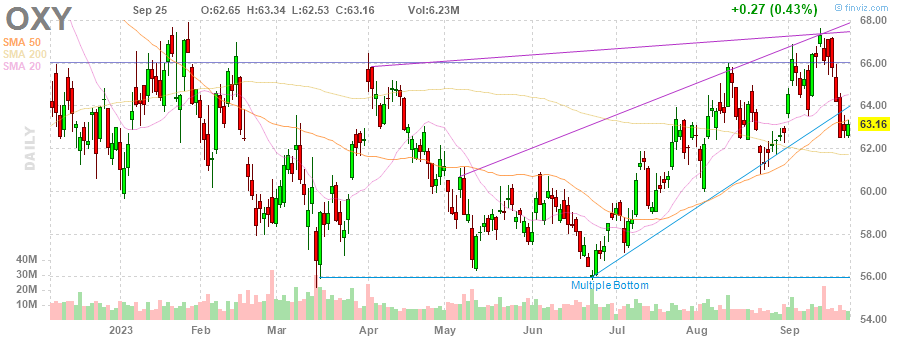 OXY Sep 25 O:62.65 H:63.34 L:62.53 C:63.16 Vol:6.23M +0.27 (0.43%) © finviz.com
SMA 50
SMA 200
SMA 20
DAILY
68.00
66.00
64.00
63.16
62.00
60.00
58.00
56.00
54.00
40M
30M
20M
10M
Multiple Bottom
2023 Feb Mar Apr May Jun Jul Aug Sep